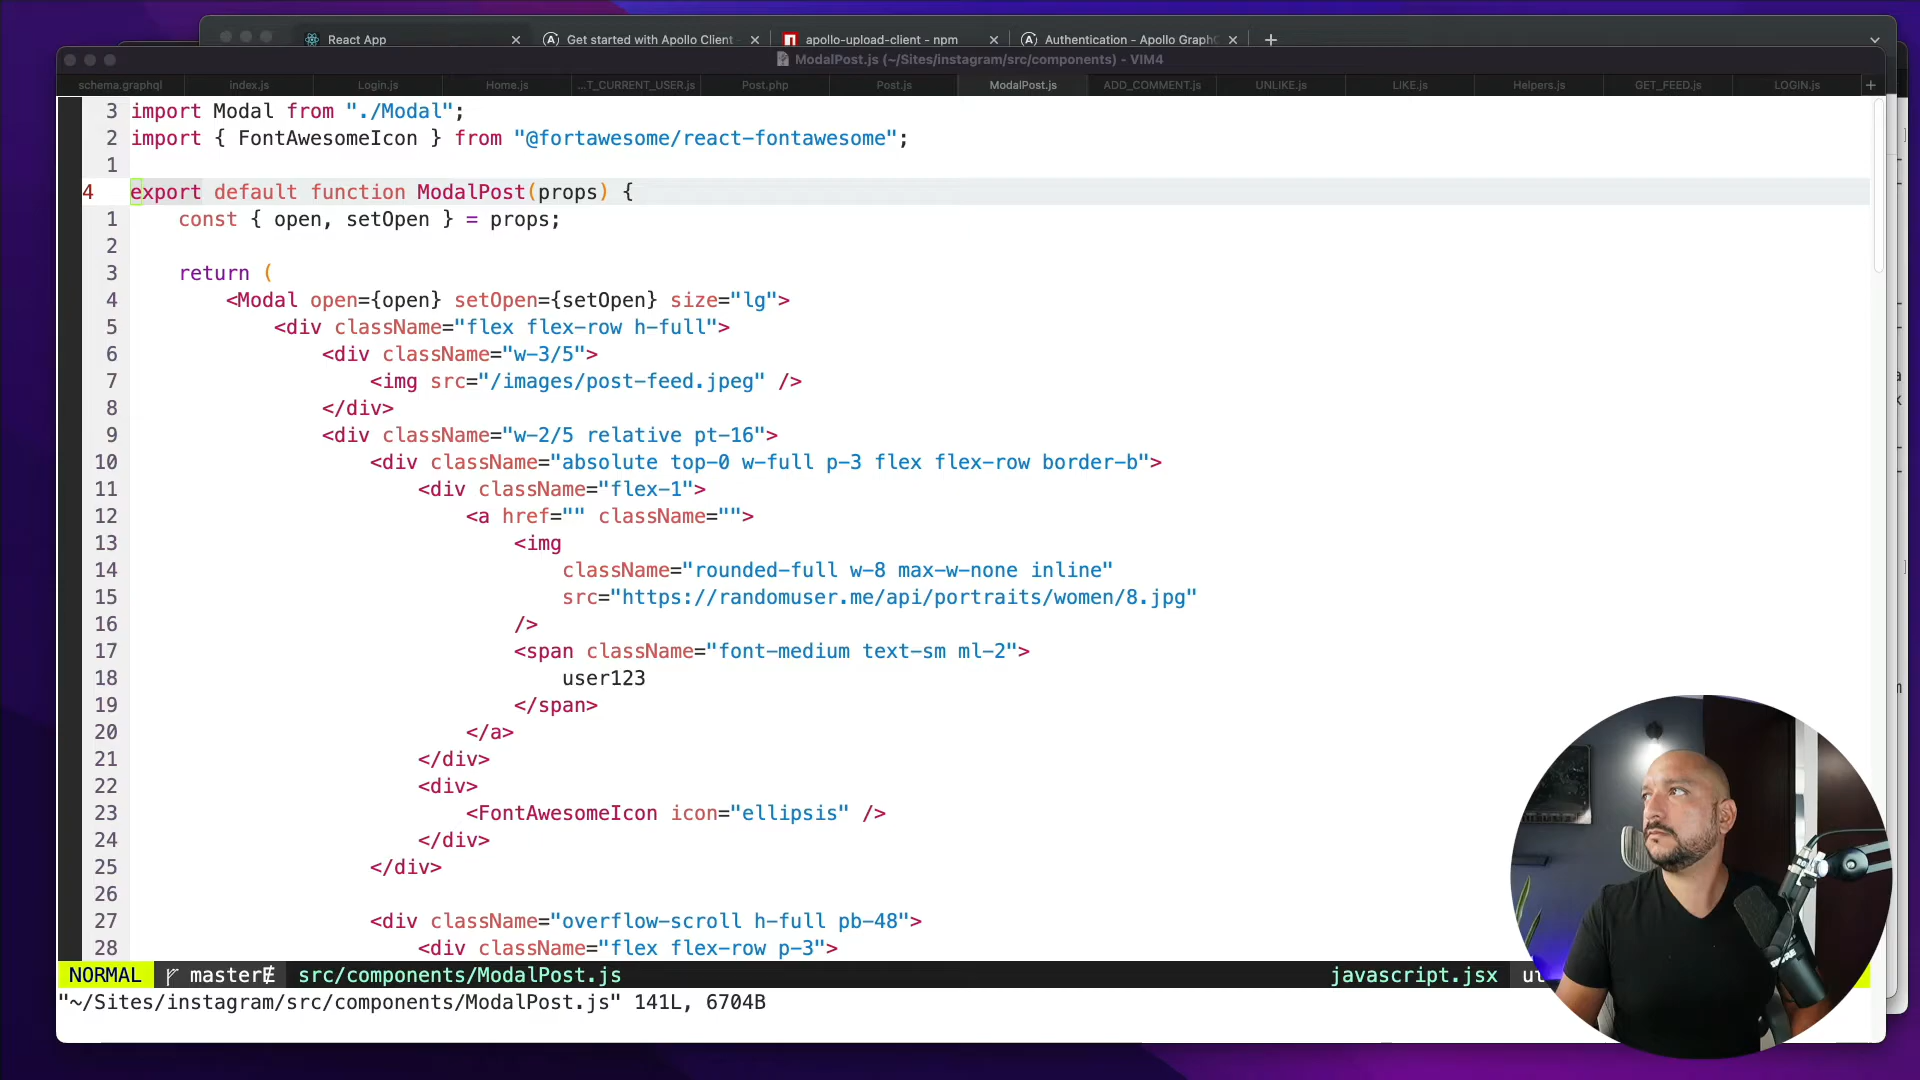 React App
Get started with Apollo Client
apollo-upload-client - npm
Authentication - Apollo GraphQ
ModalPost.js (~/Sites/instagram/src/components) - VIM4
schema.graphql
index.js
Login.js
Home.js
...T_CURRENT_USER.js
Post.php
Post.js
ModalPost.js
ADD_COMMENT.js
UNLIKE.js
LIKE.js
Helpers.js
GET_FEED.js
LOGIN.js
3 import Modal from "./Modal";
2 import { FontAwesomeIcon } from "@fortawesome/react-fontawesome";
1
4 export default function ModalPost(props) {
1 const { open, setOpen } = props;
2
3 return (
4 <Modal open={open} setOpen={setOpen} size="lg">
5 <div className="flex flex-row h-full">
6 <div className="w-3/5">
7 <img src="/images/post-feed.jpeg" />
8 </div>
9 <div className="w-2/5 relative pt-16">
10 <div className="absolute top-0 w-full p-3 flex flex-row border-b">
11 <div className="flex-1">
12 <a href="" className="">
13 <img
14 className="rounded-full w-8 max-w-none inline"
15 src="https://randomuser.me/api/portraits/women/8.jpg"
16 />
17 <span className="font-medium text-sm ml-2">
18 user123
19 </span>
20 </a>
21 </div>
22 <div>
23 <FontAwesomeIcon icon="ellipsis" />
24 </div>
25 </div>
26
27 <div className="overflow-scroll h-full pb-48">
28 <div className="flex flex-row p-3">
NORMAL master src/components/ModalPost.js javascript.jsx
"~/Sites/instagram/src/components/ModalPost.js" 141L, 6704B